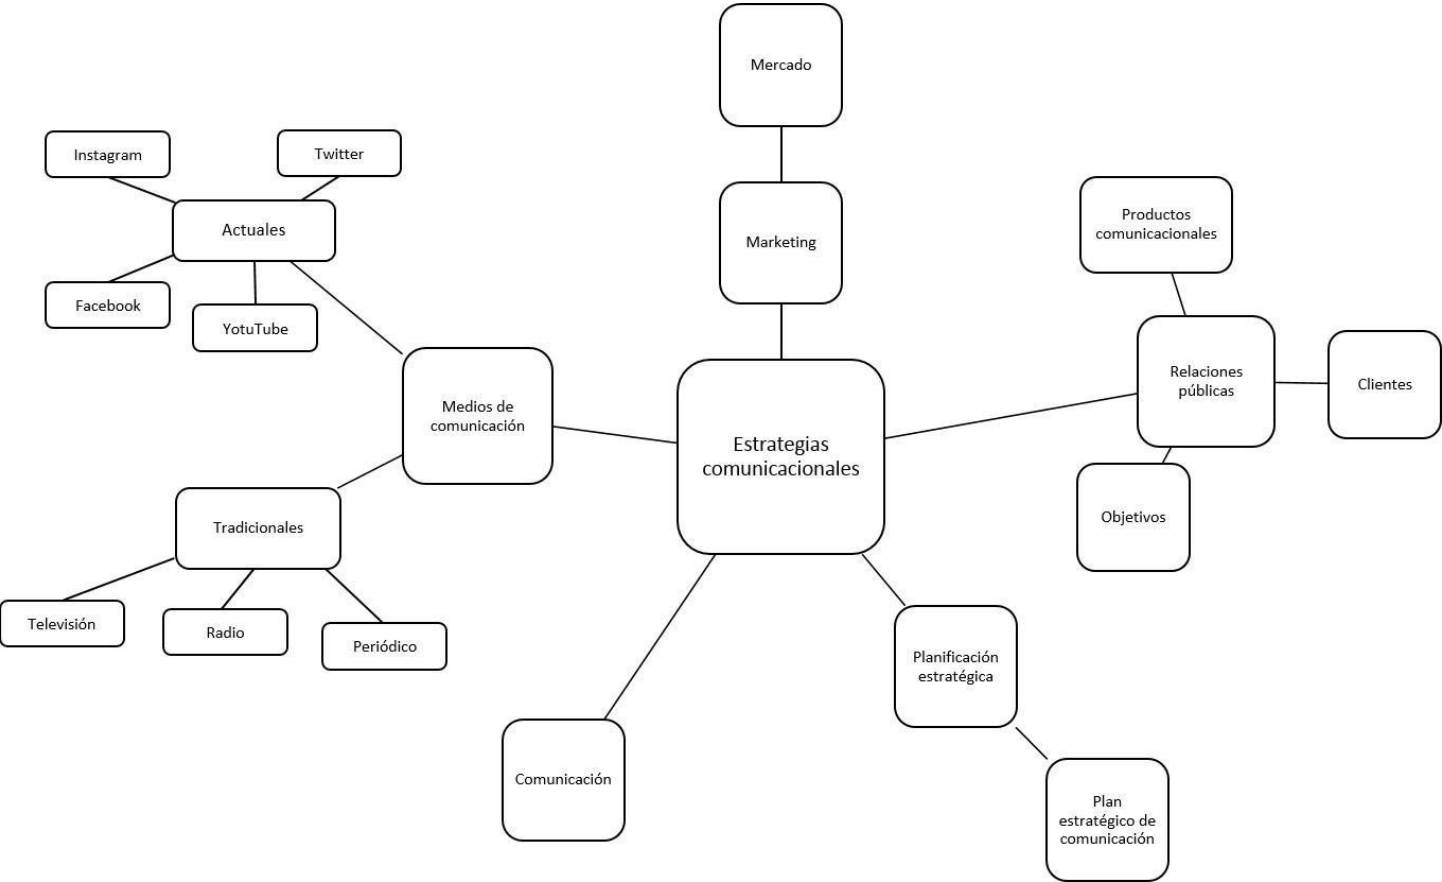 Mercado
Instagram
Twitter
Actuales
Facebook
YotuTube
Marketing
Productos
comunicacionales
Relaciones
públicas
Clientes
Objetivos
Medios de
comunicación
Estrategias
comunicacionales
Tradicionales
Televisión
Radio
Periódico
Planificación
estratégica
Comunicación
Plan
estratégico de
comunicación